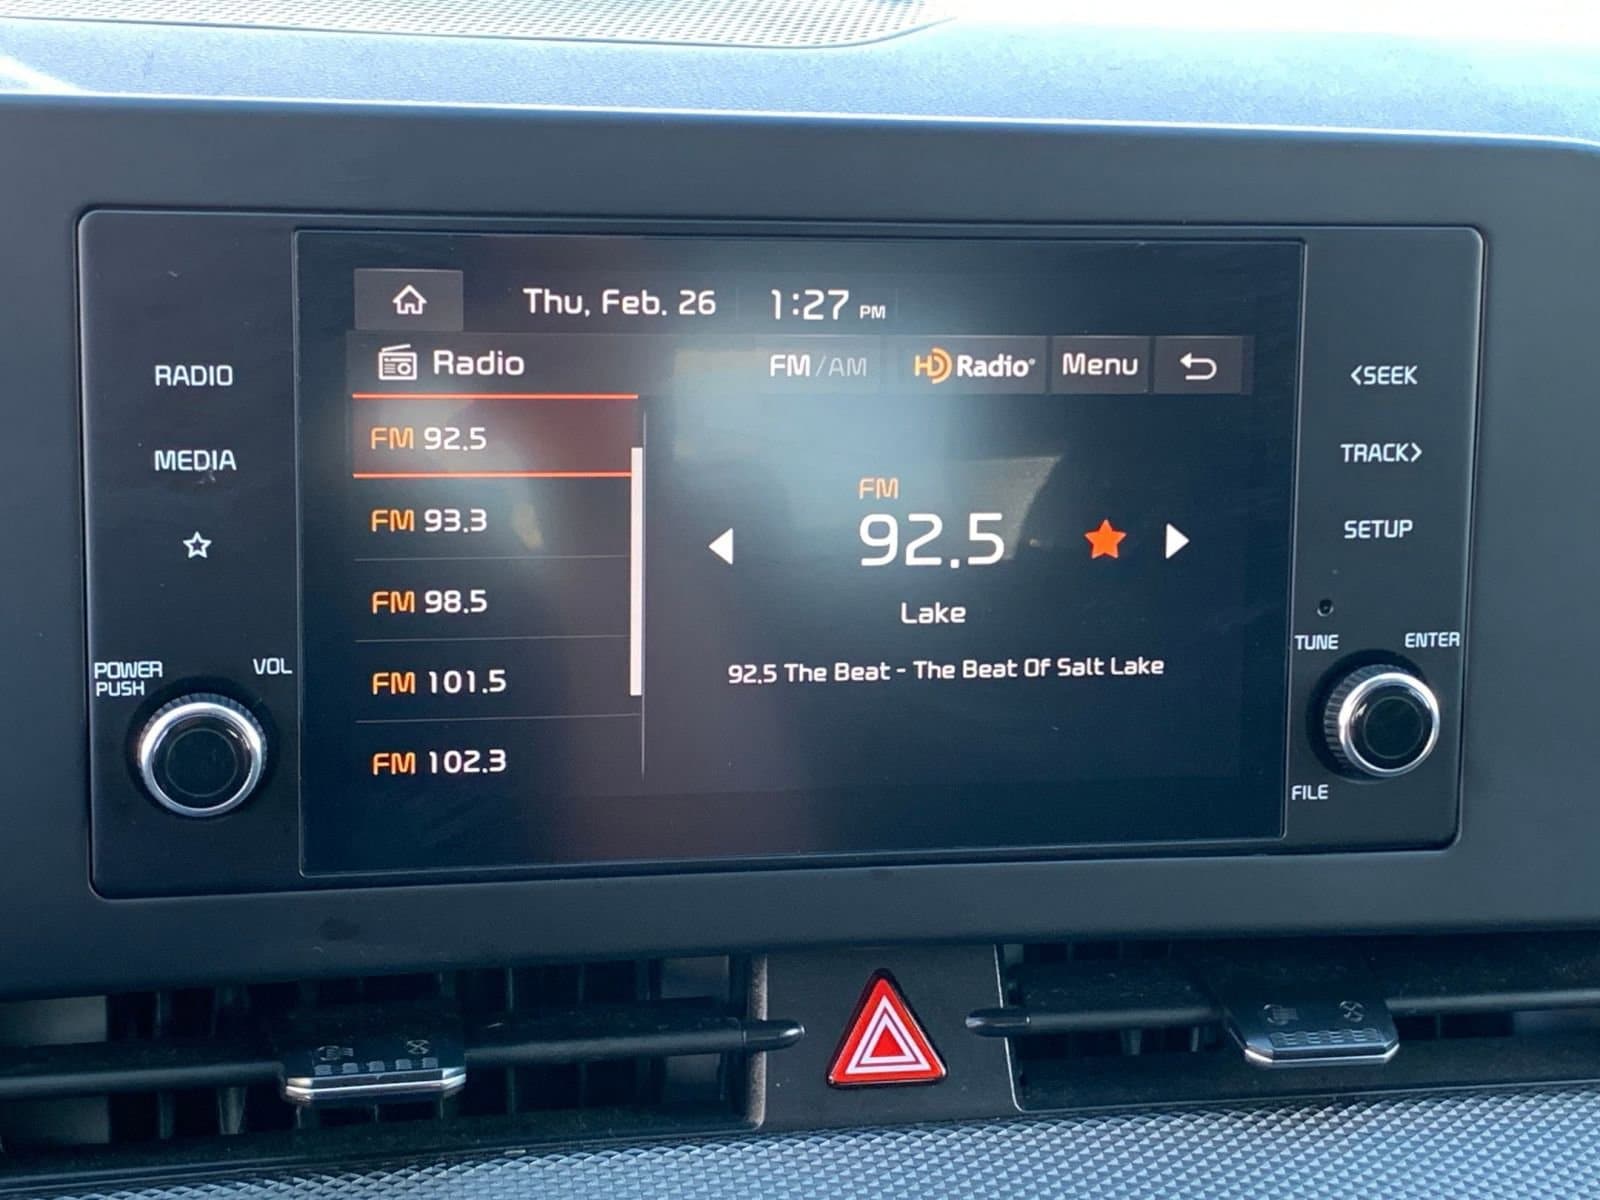 Thu, Feb. 26 1:27 PM
Radio FM/AM HD Radio® Menu
RADIO
MEDIA
POWER
PUSH
VOL
FM 92.5
FM 93.3
FM 98.5
FM 101.5
FM 102.3
FM
92.5
Lake
92.5 The Beat - The Beat Of Salt Lake
<SEEK
TRACK>
SETUP
TUNE ENTER
FILE